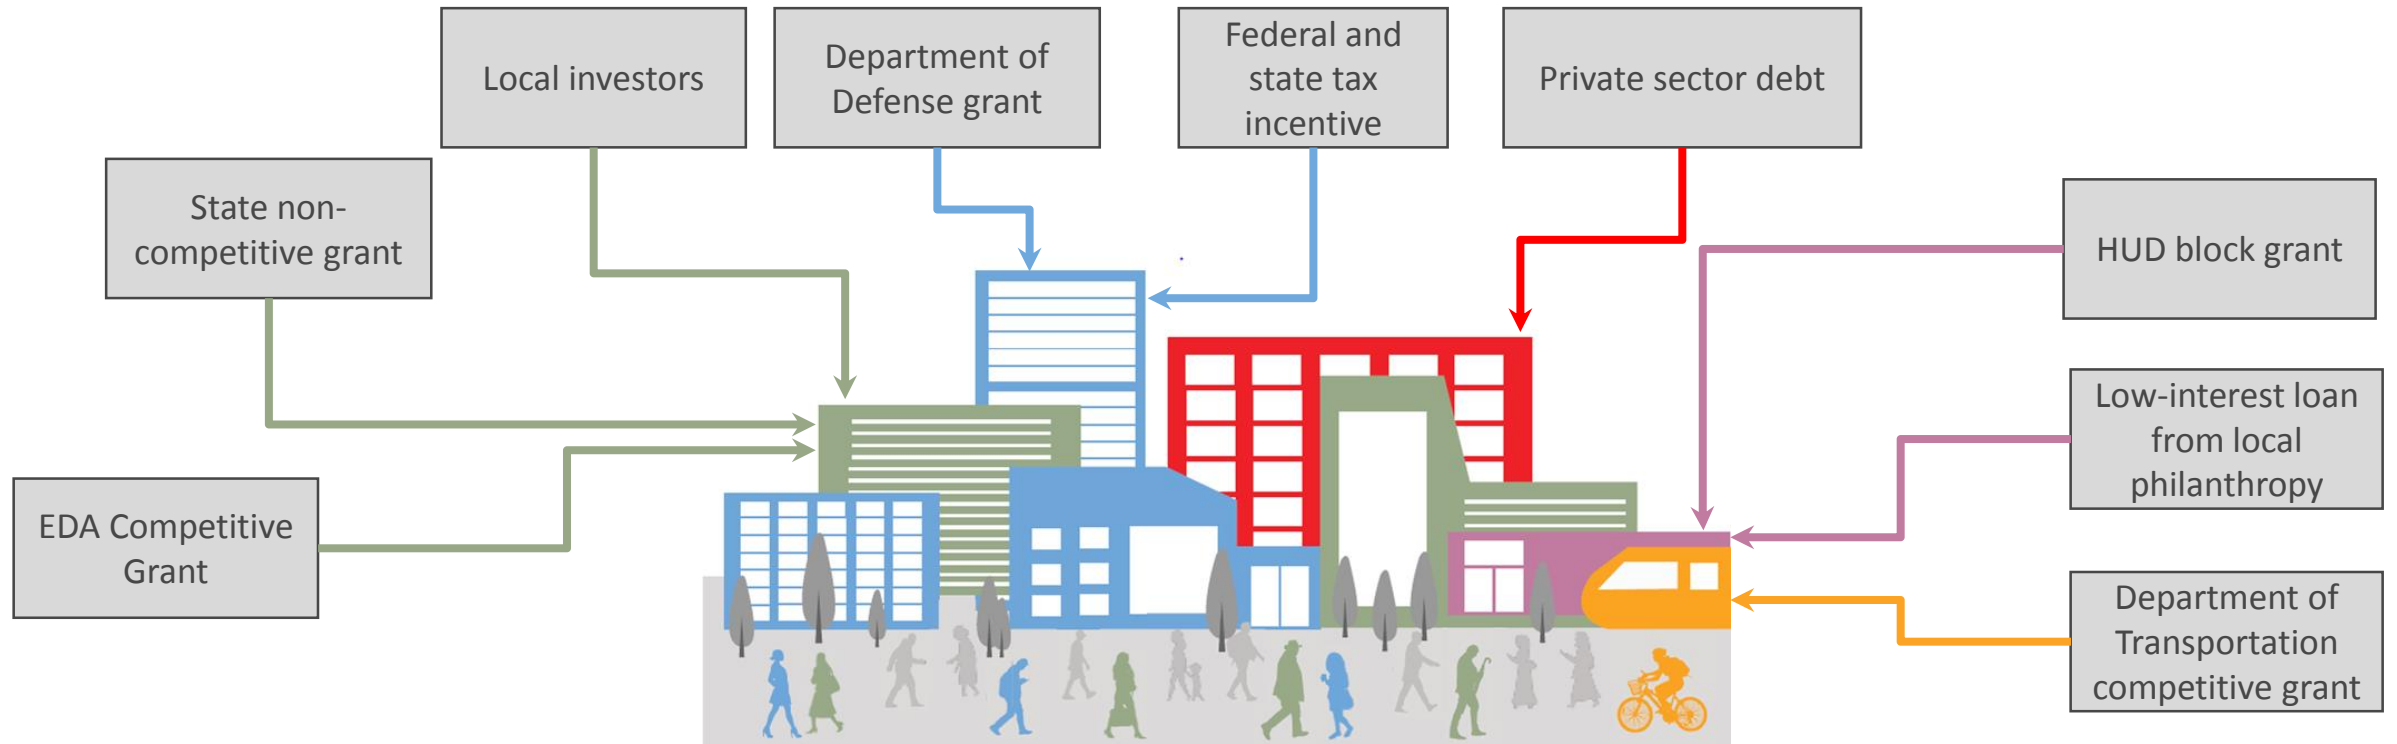 Local investors
Department of
Defense grant
Federal and
state tax
incentive
Private sector debt
State non-
competitive grant
HUD block grant
Low-interest loan
from local
philanthropy
EDA Competitive
Grant
Department of
Transportation
competitive grant